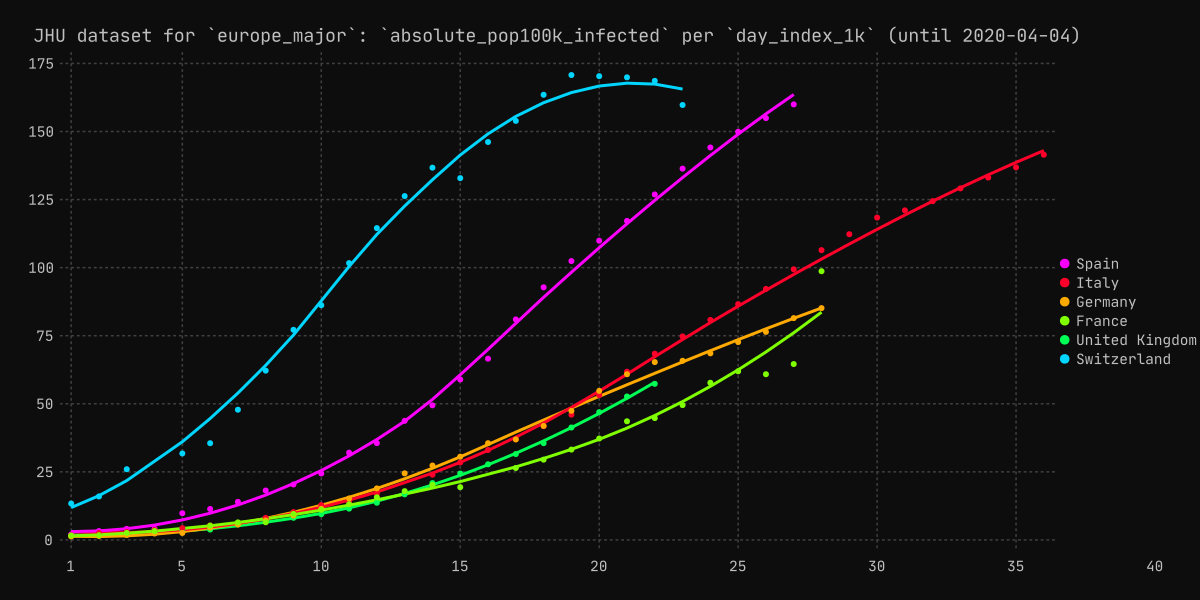 JHU dataset for `europe_major`: `absolute_pop100k_infected` per `day_index_1k` (until 2020-04-04)
175
150
125
100
75
50
25
0
1 5 10 15 20 25 30 35 40
Spain
Italy
Germany
France
United Kingdom
Switzerland